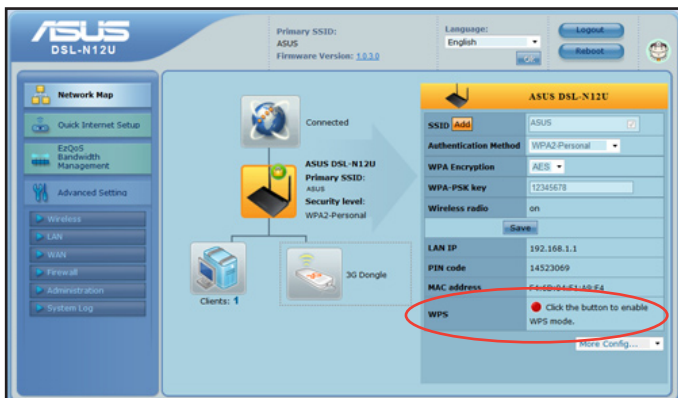 ASUS
DSL-N12U
Primary SSID:
ASUS
Firmware Version: 1.0.3.0
Language:
English
OK
Logout
Reboot
Network Map
Quick Internet Setup
EzQoS
Bandwidth
Management
Advanced Setting
Wireless
LAN
WAN
Firewall
Administration
System Log
Connected
ASUS DSL-N12U
Primary SSID:
ASUS
Security level:
WPA2-Personal
Clients: 1
3G Dongle
ASUS DSL-N12U
SSID Add ASUS
Authentication Method WPA2-Personal
WPA Encryption AES
WPA-PSK key 12345678
Wireless radio on
Save
LAN IP 192.168.1.1
PIN code 14523069
MAC address
WPS Click the button to enable
WPS mode.
More Config...